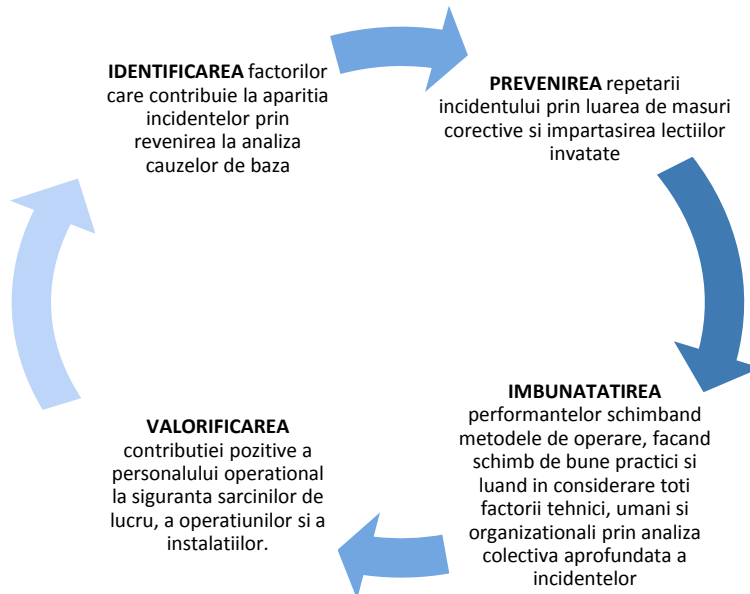 IDENTIFICAREA factorilor
care contribuie la aparitia
incidentelor prin
revenirea la analiza
cauzelor de baza
PREVENIREA repetarii
incidentului prin luarea de masuri
corective si impartasirea lectiilor
invatate
IMBUNATATIREA
performantelor schimband
metodele de operare, facand
schimb de bune practici si
luand in considerare toti
factorii tehnici, umani si
organizationali prin analiza
colectiva aprofundata a
incidentelor
VALORIFICAREA
contributiei pozitive a
personalului operational
la siguranta sarcinilor de
lucru, a operatiunilor si a
instalatiilor.